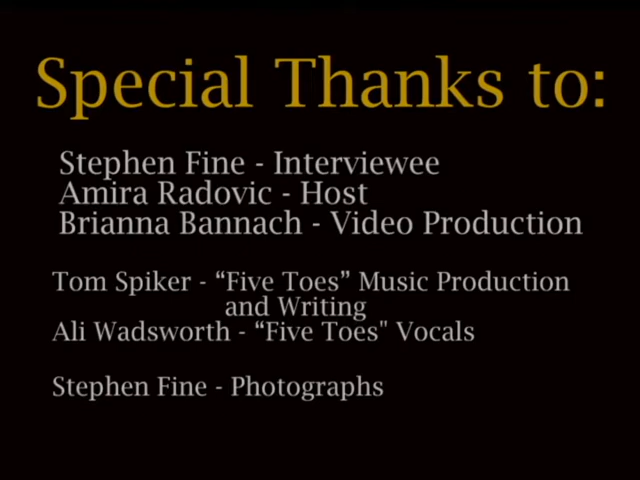 Special Thanks to:
Stephen Fine - Interviewee
Amira Radovic - Host
Brianna Bannach - Video Production
Tom Spiker - “Five Toes” Music Production
and Writing
Ali Wadsworth - “Five Toes" Vocals
Stephen Fine - Photographs